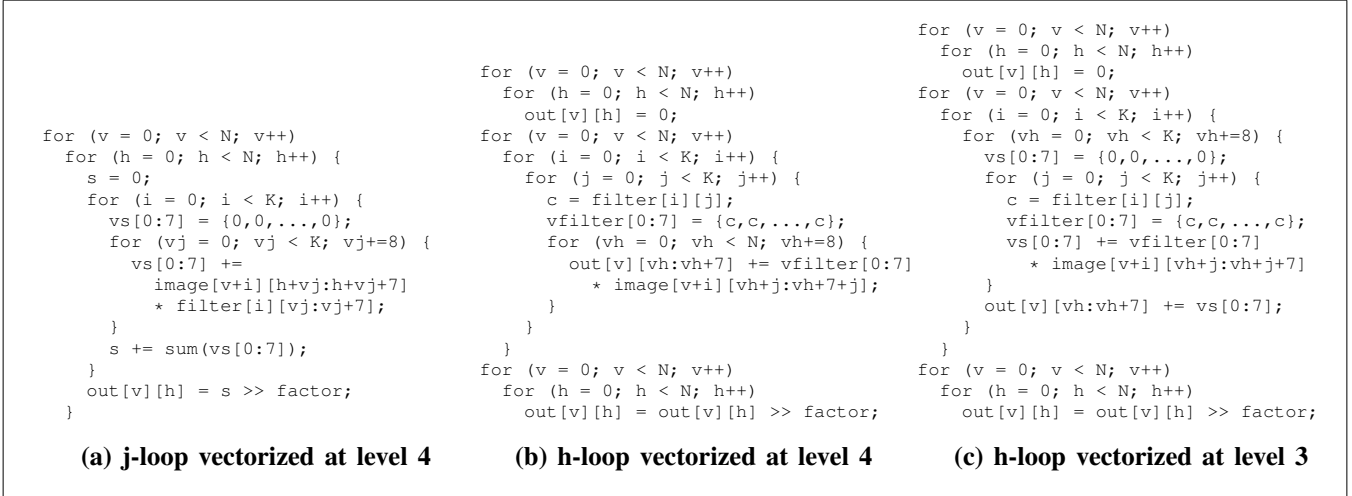 for (v = 0; v < N; v++)
  for (h = 0; h < N; h++) {
    s = 0;
    for (i = 0; i < K; i++) {
      vs[0:7] = {0,0,...,0};
      for (vj = 0; vj < K; vj+=8) {
        vs[0:7] +=
          image[v+i][h+vj:h+vj+7]
          * filter[i][vj:vj+7];
      }
      s += sum(vs[0:7]);
    }
    out[v][h] = s >> factor;
  }
(a) j-loop vectorized at level 4
for (v = 0; v < N; v++)
  for (h = 0; h < N; h++)
    out[v][h] = 0;
for (v = 0; v < N; v++)
  for (i = 0; i < K; i++) {
    for (j = 0; j < K; j++) {
      c = filter[i][j];
      vfilter[0:7] = {c,c,...,c};
      for (vh = 0; vh < N; vh+=8) {
        out[v][vh:vh+7] += vfilter[0:7]
          * image[v+i][vh+j:vh+7+j];
      }
    }
  }
for (v = 0; v < N; v++)
  for (h = 0; h < N; h++)
    out[v][h] = out[v][h] >> factor;
(b) h-loop vectorized at level 4
for (v = 0; v < N; v++)
  for (h = 0; h < N; h++)
    out[v][h] = 0;
for (v = 0; v < N; v++)
  for (i = 0; i < K; i++) {
    for (vh = 0; vh < K; vh+=8) {
      vs[0:7] = {0,0,...,0};
      for (j = 0; j < K; j++) {
        c = filter[i][j];
        vfilter[0:7] = {c,c,...,c};
        vs[0:7] += vfilter[0:7]
          * image[v+i][vh+j:vh+j+7]
      }
      out[v][vh:vh+7] += vs[0:7];
    }
  }
for (v = 0; v < N; v++)
  for (h = 0; h < N; h++)
    out[v][h] = out[v][h] >> factor;
(c) h-loop vectorized at level 3